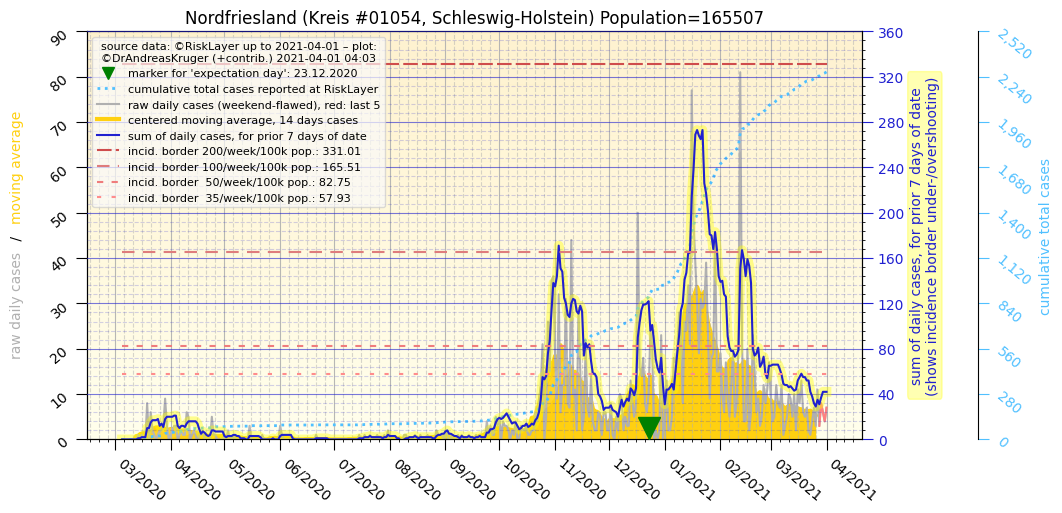 Nordfriesland (Kreis #01054, Schleswig-Holstein) Population=165507
source data: ©RiskLayer up to 2021-04-01 – plot:
©DrAndreasKruger (+contrib.) 2021-04-01 04:03
marker for 'expectation day': 23.12.2020
cumulative total cases reported at RiskLayer
raw daily cases (weekend-flawed), red: last 5
centered moving average, 14 days cases
sum of daily cases, for prior 7 days of date
incid. border 200/week/100k pop.: 331.01
incid. border 100/week/100k pop.: 165.51
incid. border  50/week/100k pop.: 82.75
incid. border  35/week/100k pop.: 57.93
raw daily cases / moving average
90
80
70
60
50
40
30
20
10
0
03/2020
04/2020
05/2020
06/2020
07/2020
08/2020
09/2020
10/2020
11/2020
12/2020
01/2021
02/2021
03/2021
04/2021
360
320
280
240
200
160
120
80
40
0
sum of daily cases, for prior 7 days of date
(shows incidence border under-/overshooting)
2,520
2,240
1,960
1,680
1,400
1,120
840
560
280
0
cumulative total cases